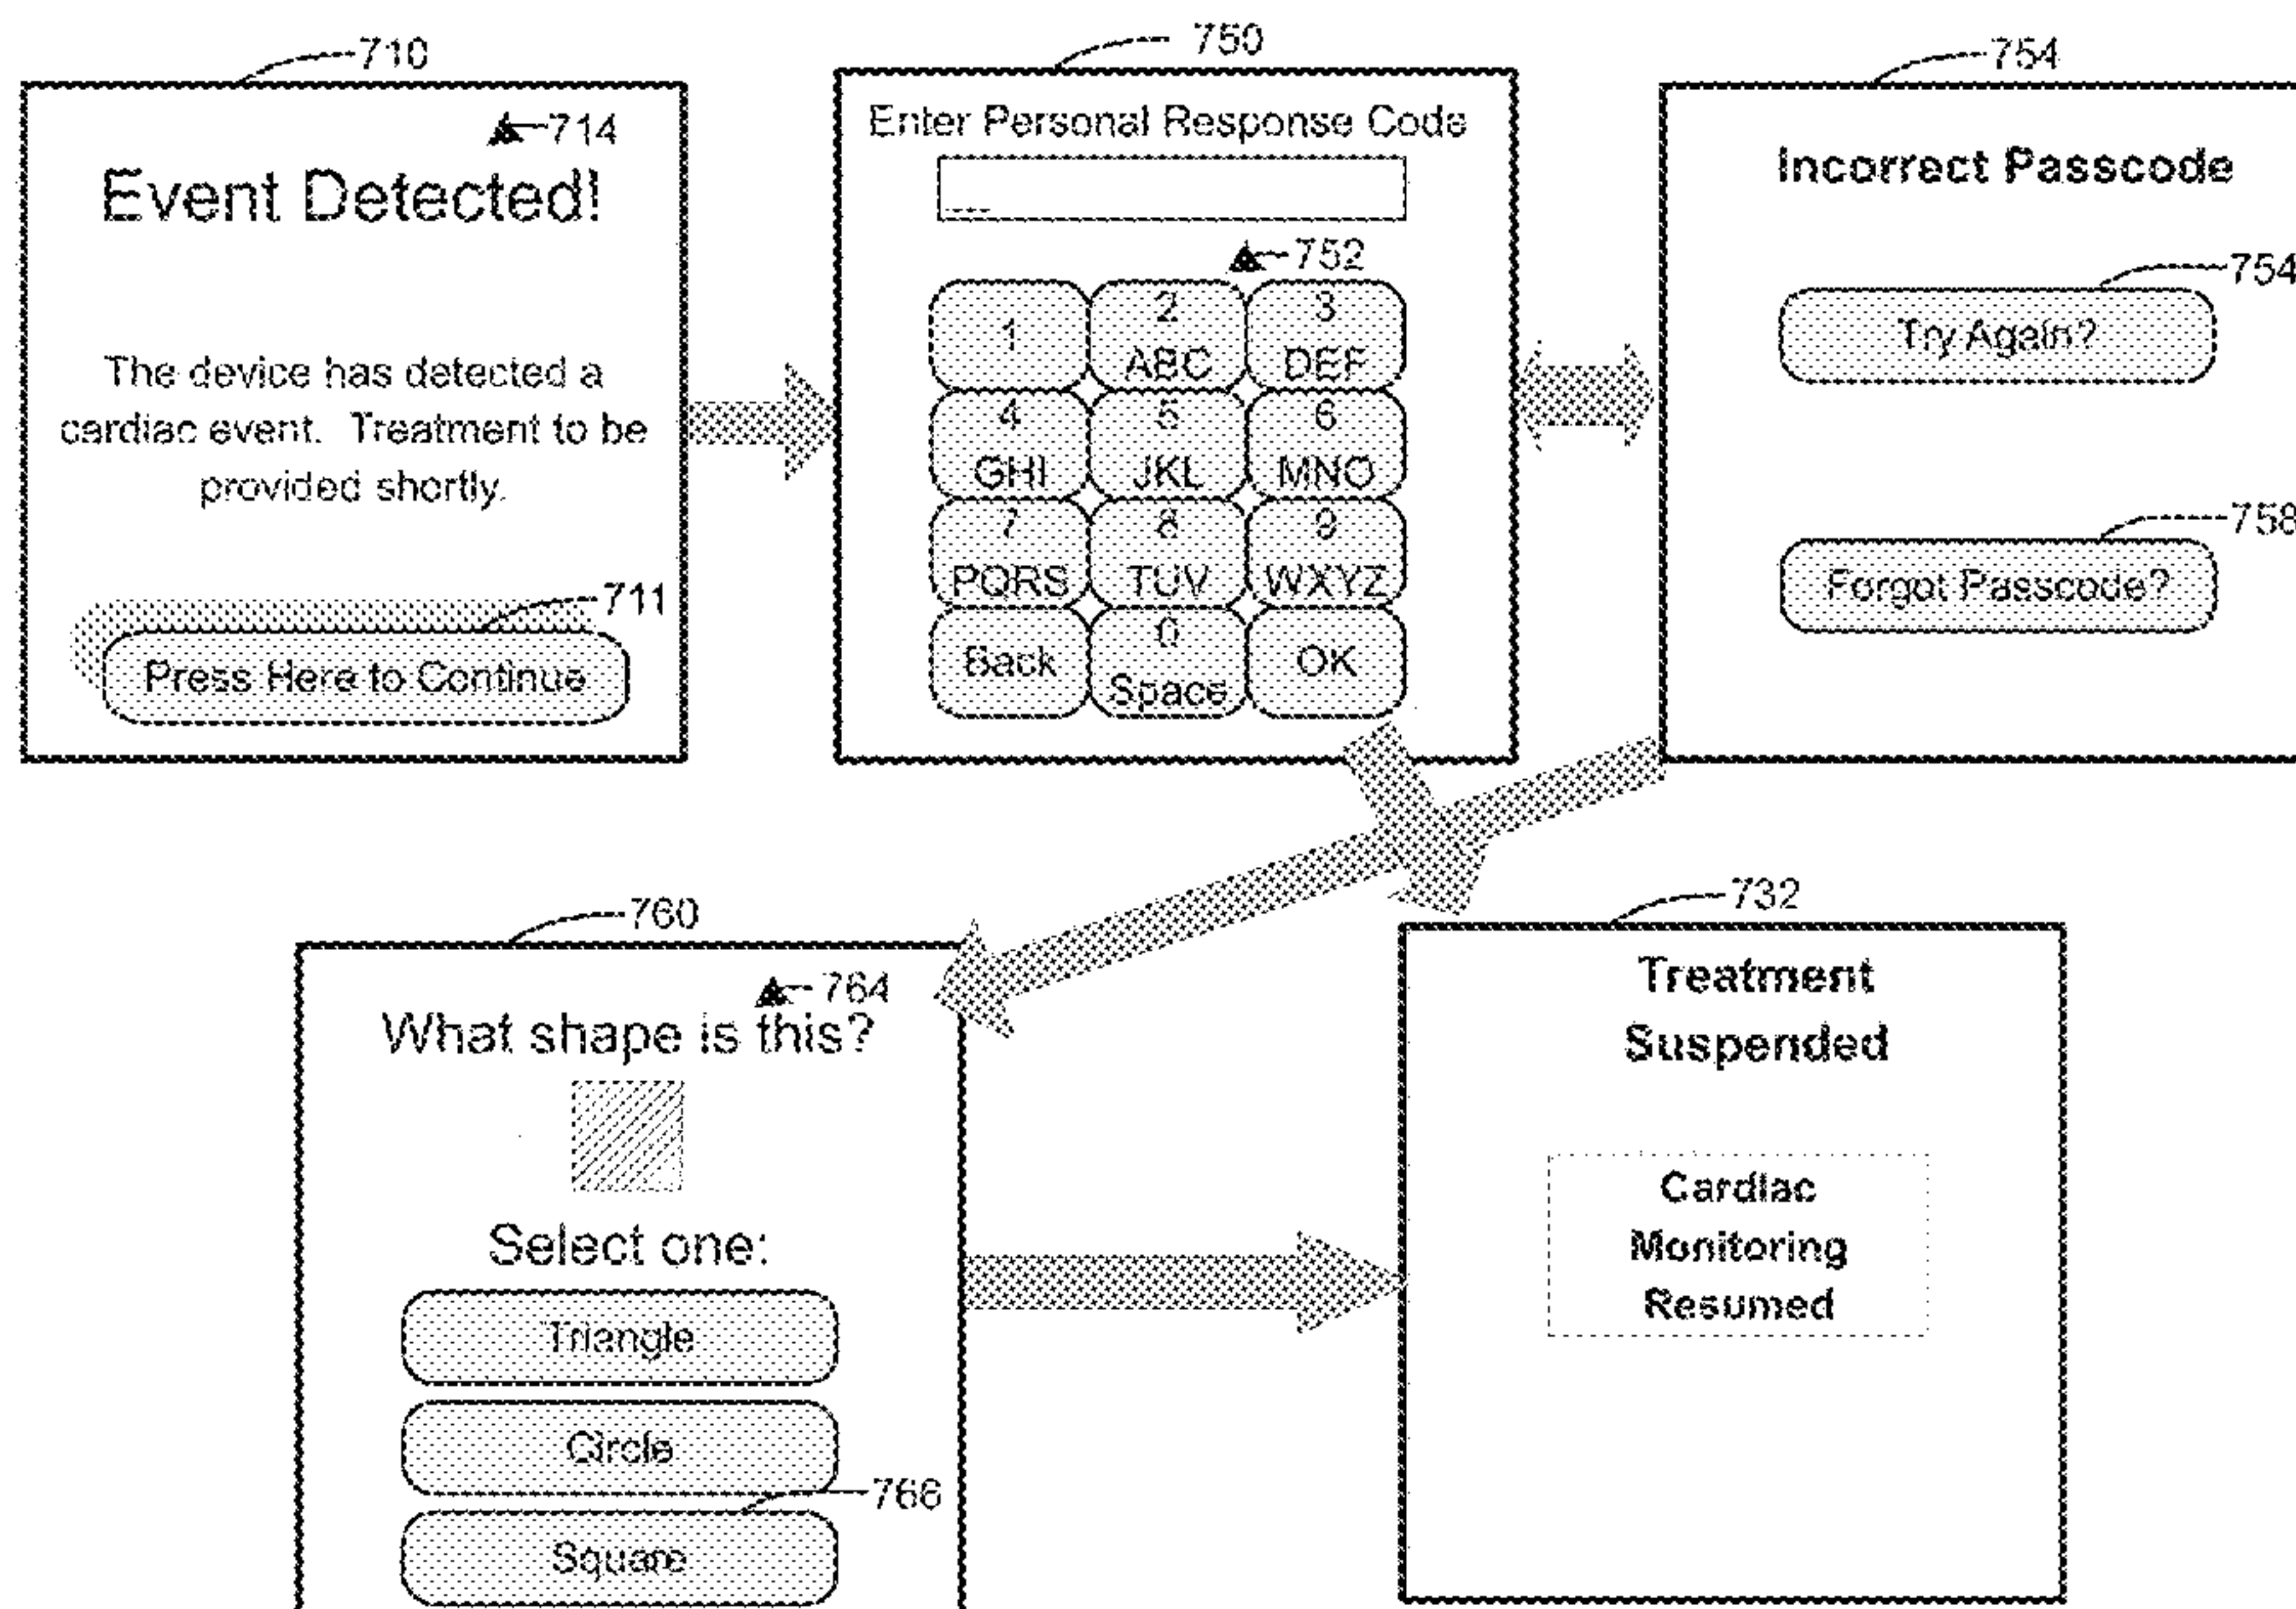 710
714
Event Detected!
The device has detected a
cardiac event. Treatment to be
provided shortly.
711
Press Here to Continue
750
Enter Personal Response Code
752
1
2
ABC
3
DEF
4
GHI
5
JKL
6
MNO
7
PQRS
8
TUV
9
WXYZ
Back
0
Space
OK
754
Incorrect Passcode
754
Try Again?
758
Forgot Passcode?
760
764
What shape is this?
Select one:
Triangle
Circle
766
Square
732
Treatment
Suspended
Cardiac
Monitoring
Resumed